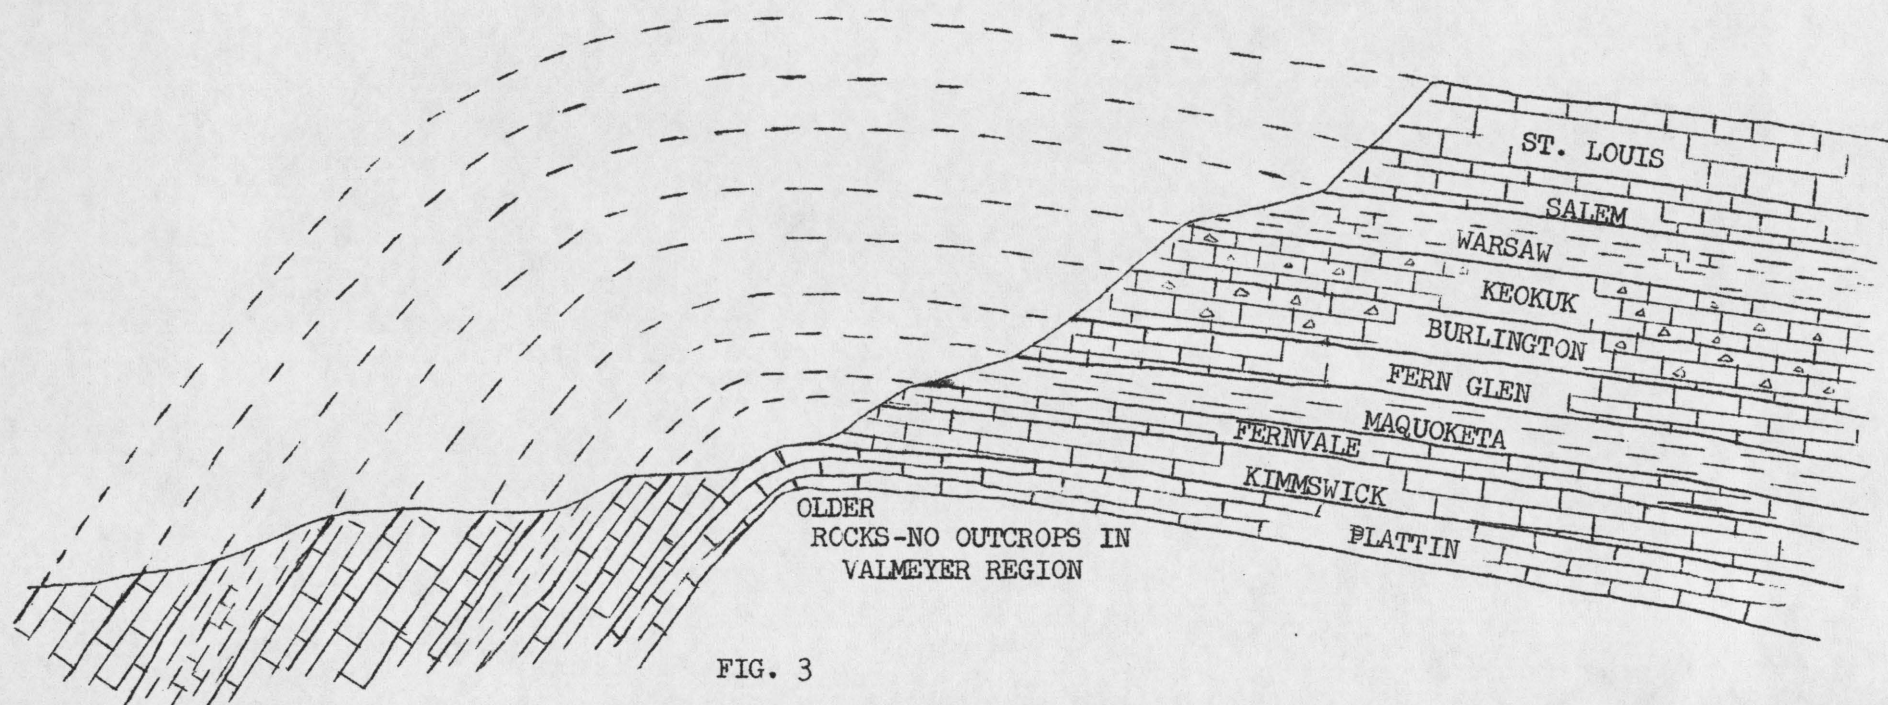 ST. LOUIS
SALEM
WARSAW
KEOKUK
BURLINGTON
FERN GLEN
MAQUOKETA
FERNVALE
KIMMSWICK
PLATTIN
OLDER
ROCKS-NO OUTCROPS IN
VALMEYER REGION
FIG. 3